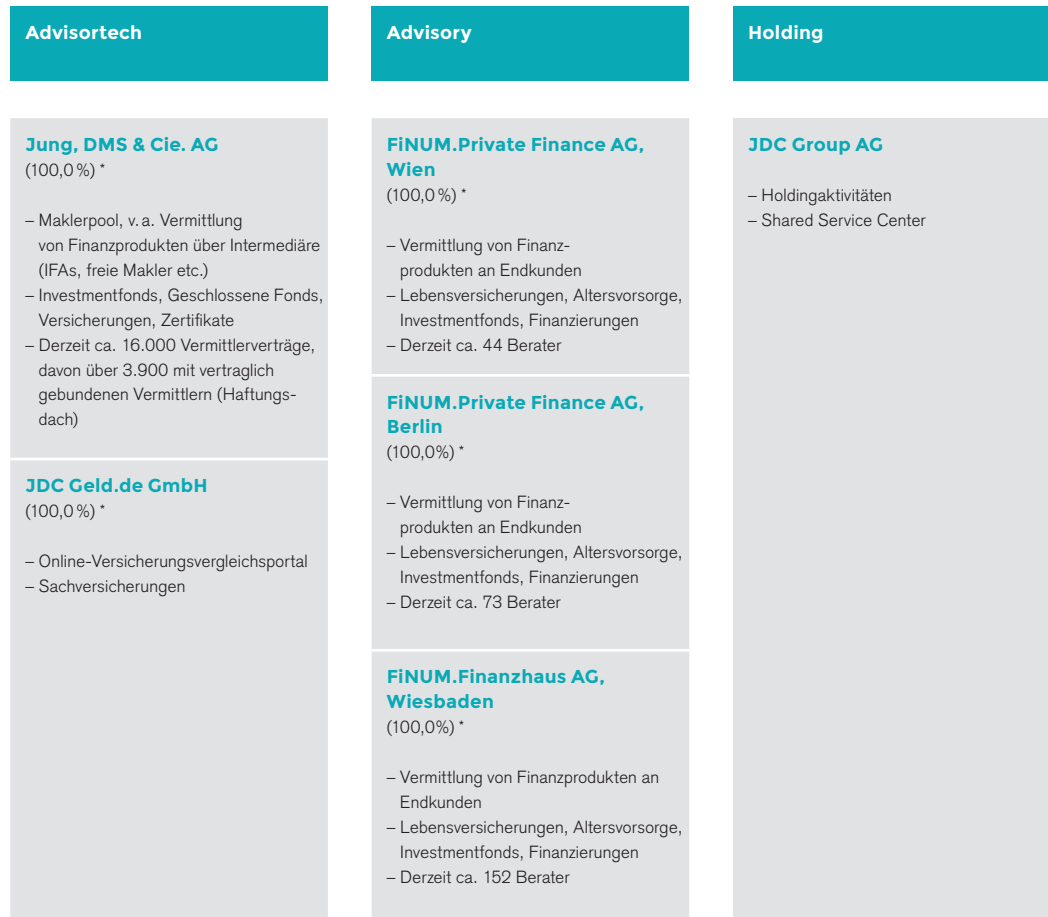 Advisortech
Jung, DMS & Cie. AG
(100,0 %) *
– Maklerpool, v. a. Vermittlung
von Finanzprodukten über Intermediäre
(IFAs, freie Makler etc.)
– Investmentfonds, Geschlossene Fonds,
Versicherungen, Zertifikate
– Derzeit ca. 16.000 Vermittlerverträge,
davon über 3.900 mit vertraglich
gebundenen Vermittlern (Haftungs-
dach)
JDC Geld.de GmbH
(100,0 %) *
– Online-Versicherungsvergleichsportal
– Sachversicherungen
Advisory
FiNUM.Private Finance AG,
Wien
(100,0 %) *
– Vermittlung von Finanz-
produkten an Endkunden
– Lebensversicherungen, Altersvorsorge,
Investmentfonds, Finanzierungen
– Derzeit ca. 44 Berater
FiNUM.Private Finance AG,
Berlin
(100,0%) *
– Vermittlung von Finanz-
produkten an Endkunden
– Lebensversicherungen, Altersvorsorge,
Investmentfonds, Finanzierungen
– Derzeit ca. 73 Berater
FiNUM.Finanzhaus AG,
Wiesbaden
(100,0%) *
– Vermittlung von Finanzprodukten an
Endkunden
– Lebensversicherungen, Altersvorsorge,
Investmentfonds, Finanzierungen
– Derzeit ca. 152 Berater
Holding
JDC Group AG
– Holdingaktivitäten
– Shared Service Center